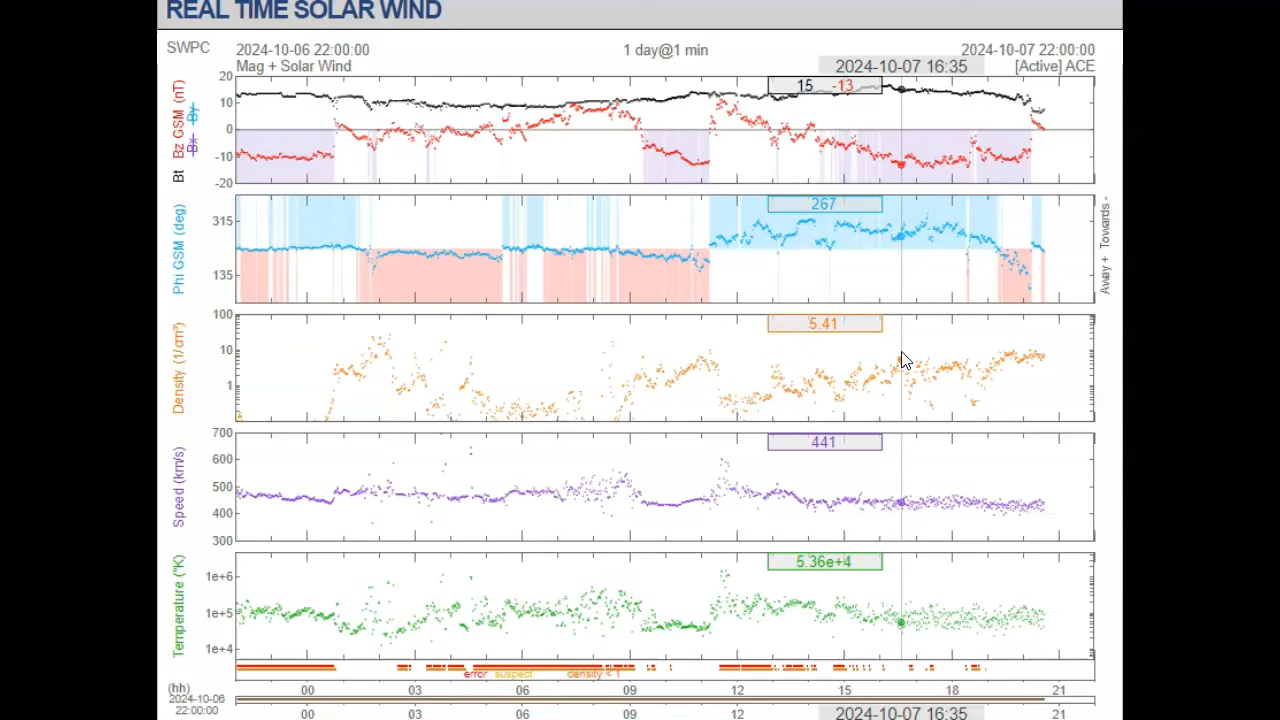 REAL TIME SOLAR WIND
SWPC
2024-10-06 22:00:00
1 day@1 min
2024-10-07 22:00:00
Mag + Solar Wind
2024-10-07 16:35
[Active] ACE
Bt Bz GSM (nT)
Bx By
20
10
0
-10
-20
15 -13
Phi GSM (deg)
315
135
267
Away + Towards -
Density (1/cm³)
100
10
1
5.41
Speed (km/s)
700
600
500
400
300
441
Temperature (°K)
1e+6
1e+5
1e+4
5.36e+4
error suspect density < 1
(hh)
00 03 06 09 12 15 18 21
2024-10-06
22:00:00
00 03 06 09 12 2024-10-07 16:35 21